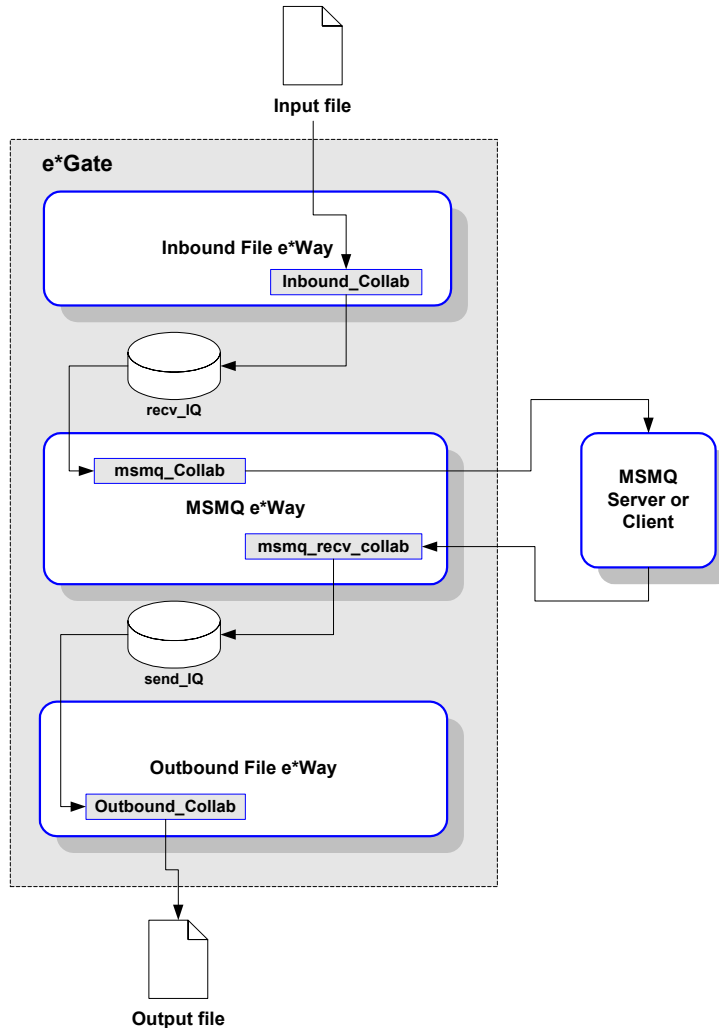 Input file
e*Gate
Inbound File e*Way
Inbound_Collab
recv_IQ
msmq_Collab
MSMQ e*Way
msmq_recv_collab
MSMQ
Server or
Client
send_IQ
Outbound File e*Way
Outbound_Collab
Output file